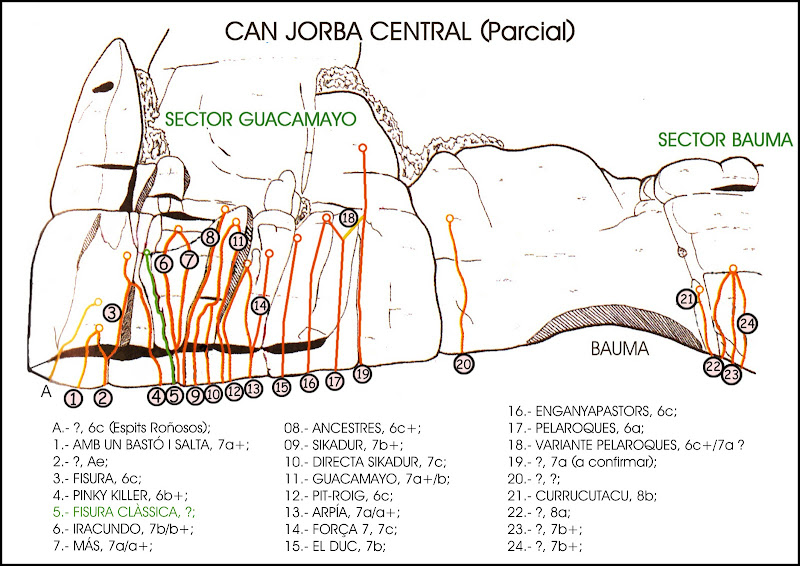 CAN JORBA CENTRAL (Parcial)
SECTOR GUACAMAYO
SECTOR BAUMA
18
8
11
6
7
3
14
21
24
BAUMA
A
1
2
4
5
9
10
12
13
15
16
17
19
20
22
23
A.- ?, 6c (Espits Roñosos);
1.- AMB UN BASTÓ I SALTA, 7a+;
2.- ?, Ae;
3.- FISURA, 6c;
4.- PINKY KILLER, 6b+;
5.- FISURA CLÀSSICA, ?;
6.- IRACUNDO, 7b/b+;
7.- MÁS, 7a/a+;
08.- ANCESTRES, 6c+;
09.- SIKADUR, 7b+;
10.- DIRECTA SIKADUR, 7c;
11.- GUACAMAYO, 7a+/b;
12.- PIT-ROIG, 6c;
13.- ARPÍA, 7a/a+;
14.- FORÇA 7, 7c;
15.- EL DUC, 7b;
16.- ENGANYAPASTORS, 6c;
17.- PELAROQUES, 6a;
18.- VARIANTE PELAROQUES, 6c+/7a ?
19.- ?, 7a (a confirmar);
20.- ?, ?;
21.- CURRUCUTACU, 8b;
22.- ?, 8a;
23.- ?, 7b+;
24.- ?, 7b+;